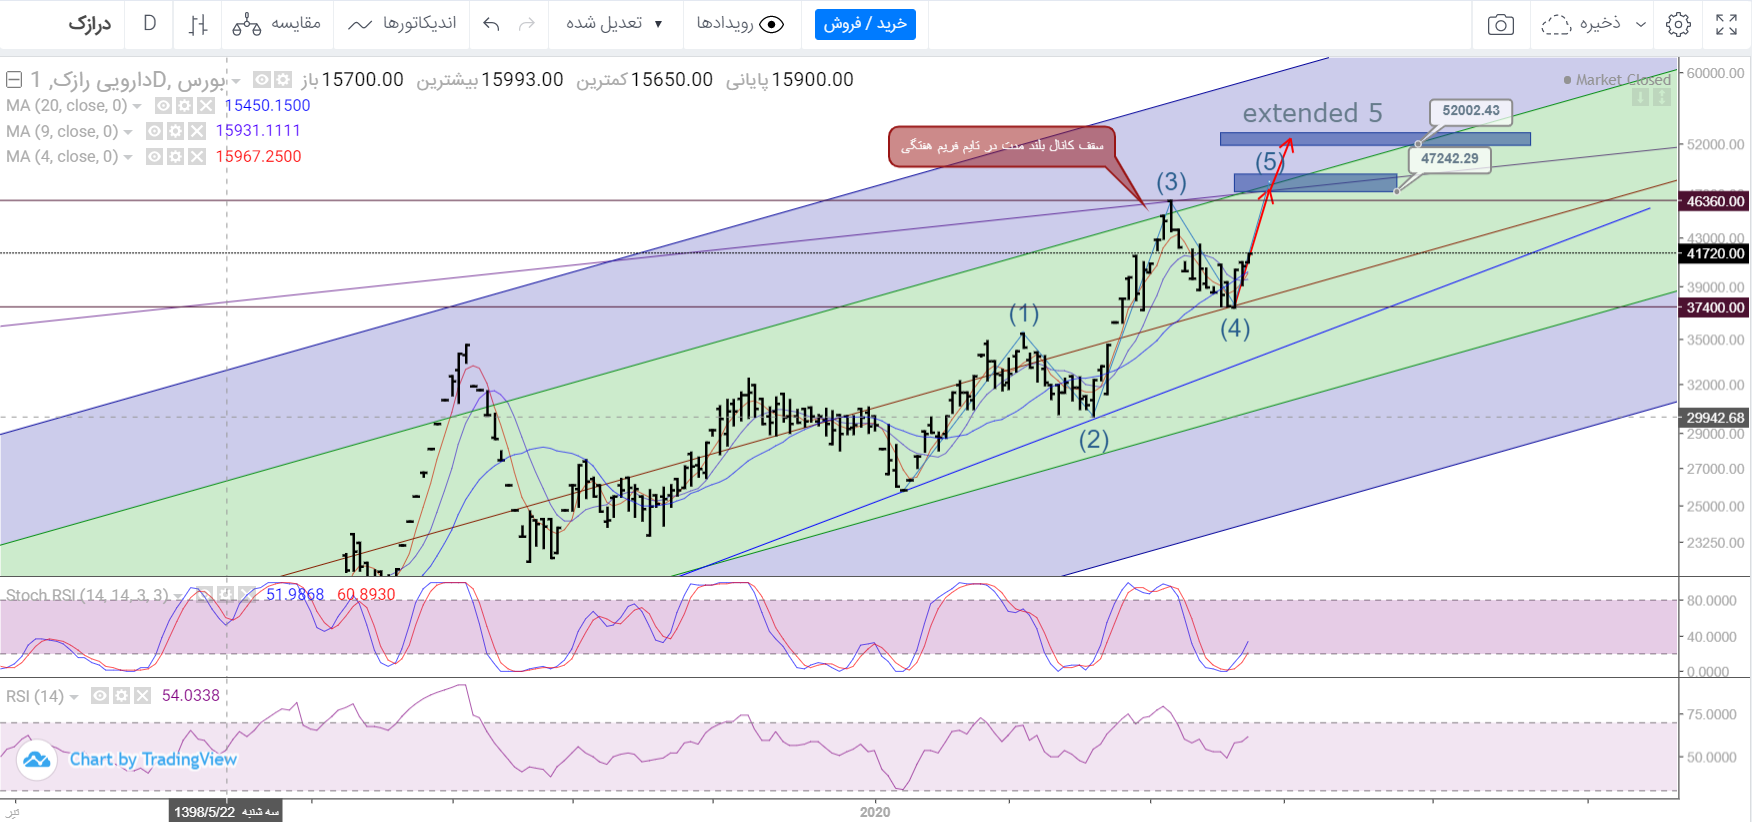 درازک
D
مقایسه
اندیکاتورها
تعدیل شده
رویدادها
خرید / فروش
ذخیره
دارویی رازک, 1D, بورس
باز 15700.00 بیشترین 15993.00 کمترین 15650.00 پایانی 15900.00
MA (20, close, 0) 15450.1500
MA (9, close, 0) 15931.1111
MA (4, close, 0) 15967.2500
Market Closed
extended 5
52002.43
47242.29
سقف کانال بلند مدت در تایم فریم هفتگی
(1)
(2)
(3)
(4)
(5)
60000.00
52000.00
46360.00
43000.00
41720.00
39000.00
37400.00
35000.00
32000.00
29942.68
29000.00
27000.00
25000.00
23250.00
Stoch RSI (14, 14, 3, 3) 51.9868 60.8930
80.0000
40.0000
0.0000
RSI (14) 54.0338
75.0000
50.0000
Chart by TradingView
تیر
سه شنبه 1398/5/22
2020